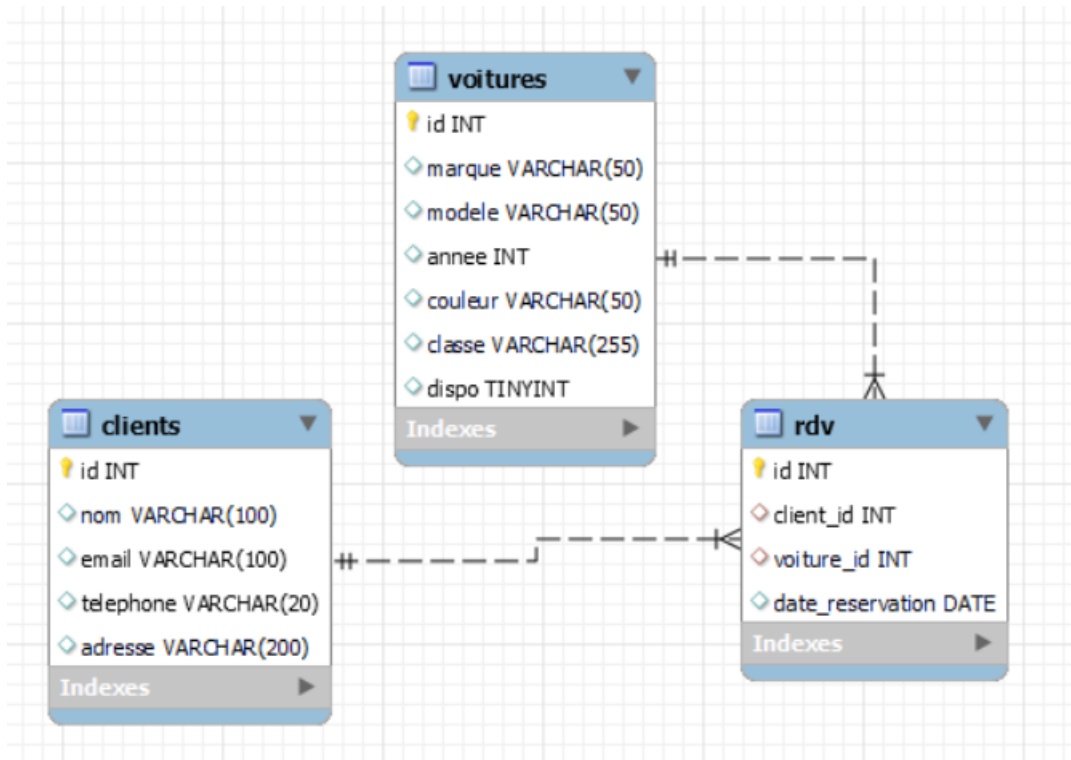 voitures
id INT
marque VARCHAR(50)
modele VARCHAR(50)
annee INT
couleur VARCHAR(50)
classe VARCHAR(255)
dispo TINYINT
Indexes
clients
id INT
nom VARCHAR(100)
email VARCHAR(100)
telephone VARCHAR(20)
adresse VARCHAR(200)
Indexes
rdv
id INT
client_id INT
voiture_id INT
date_reservation DATE
Indexes